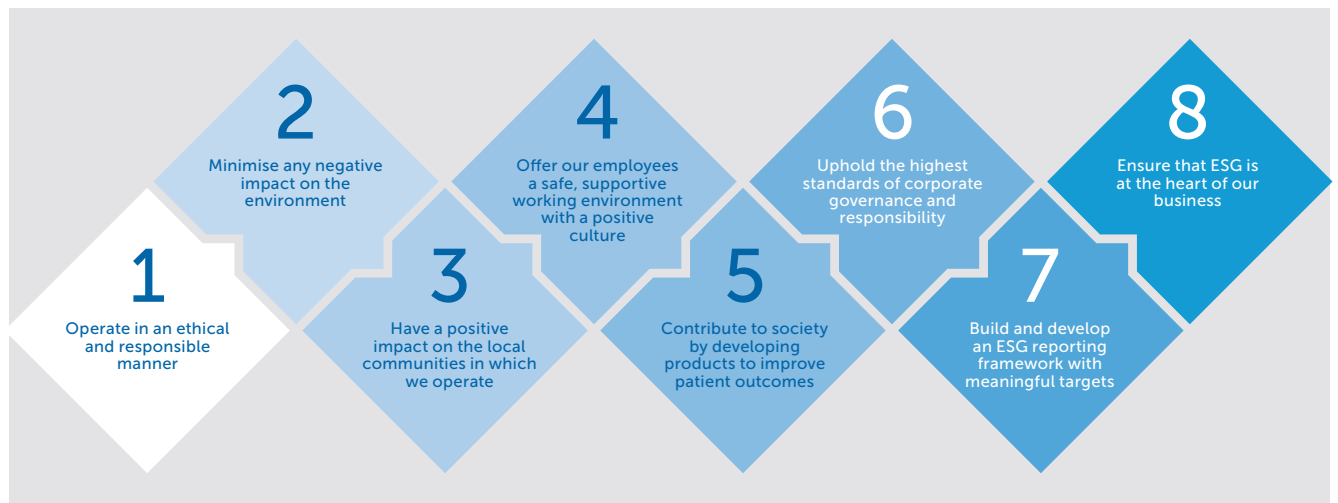 1
Operate in an ethical
and responsible
manner
2
Minimise any negative
impact on the
environment
3
Have a positive
impact on the local
communities in which
we operate
4
Offer our employees
a safe, supportive
working environment
with a positive
culture
5
Contribute to society
by developing
products to improve
patient outcomes
6
Uphold the highest
standards of corporate
governance and
responsibility
7
Build and develop
an ESG reporting
framework with
meaningful targets
8
Ensure that ESG is
at the heart of our
business